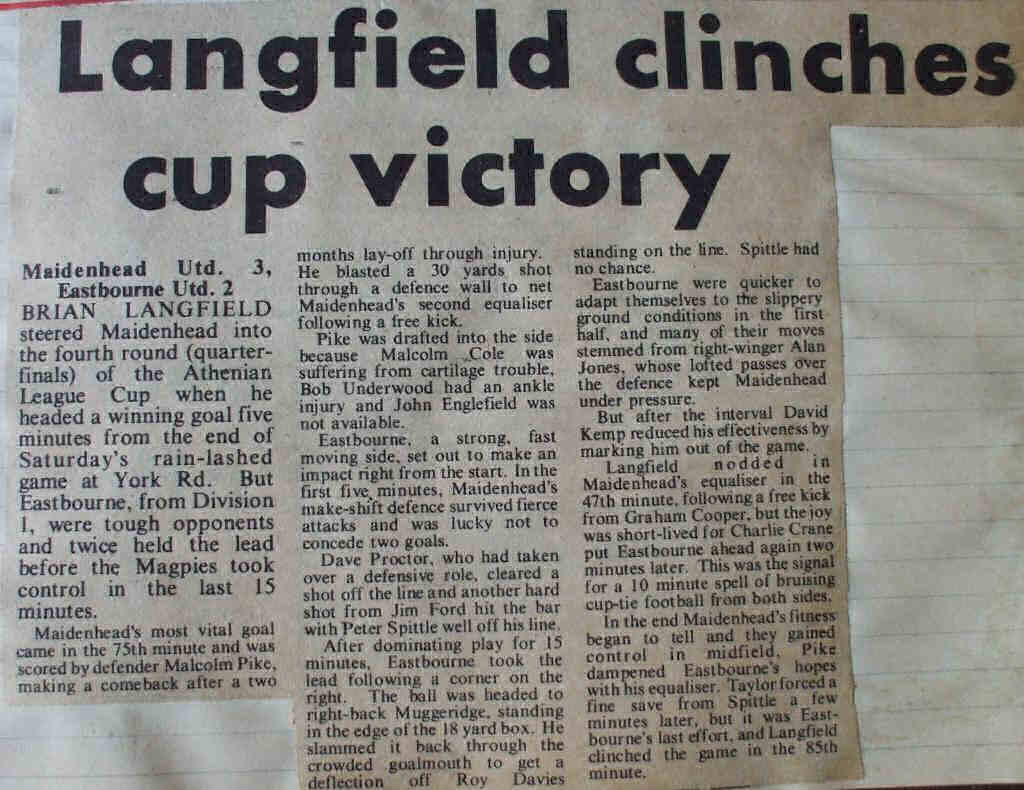 Langfield clinches
cup victory
Maidenhead Utd. 3,
Eastbourne Utd. 2
BRIAN LANGFIELD
steered Maidenhead into
the fourth round (quarter-
finals) of the Athenian
League Cup when he
headed a winning goal five
minutes from the end of
Saturday's rain-lashed
game at York Rd. But
Eastbourne, from Division
1, were tough opponents
and twice held the lead
before the Magpies took
control in the last 15
minutes.
Maidenhead's most vital goal
came in the 75th minute and was
scored by defender Malcolm Pike,
making a comeback after a two
months lay-off through injury.
He blasted a 30 yards shot
through a defence wall to net
Maidenhead's second equaliser
following a free kick.
Pike was drafted into the side
because Malcolm Cole was
suffering from cartilage trouble,
Bob Underwood had an ankle
injury and John Englefield was
not available.
Eastbourne, a strong, fast
moving side, set out to make an
impact right from the start. In the
first five minutes, Maidenhead's
make-shift defence survived fierce
attacks and was lucky not to
concede two goals.
Dave Proctor, who had taken
over a defensive role, cleared a
shot off the line and another hard
shot from Jim Ford hit the bar
with Peter Spittle well off his line.
After dominating play for 15
minutes, Eastbourne took the
lead following a corner on the
right. The ball was headed to
right-back Muggeridge, standing
in the edge of the 18 yard box. He
slammed it back through the
crowded goalmouth to get a
deflection off Roy Davies
standing on the line. Spittle had
no chance.
Eastbourne were quicker to
adapt themselves to the slippery
ground conditions in the first
half, and many of their moves
stemmed from right-winger Alan
Jones, whose lofted passes over
the defence kept Maidenhead
under pressure.
But after the interval David
Kemp reduced his effectiveness by
marking him out of the game.
Langfield nodded in
Maidenhead's equaliser in the
47th minute, following a free kick
from Graham Cooper, but the joy
was short-lived for Charlie Crane
put Eastbourne ahead again two
minutes later. This was the signal
for a 10 minute spell of bruising
cup-tie football from both sides.
In the end Maidenhead's fitness
began to tell and they gained
control in midfield, Pike
dampened Eastbourne's hopes
with his equaliser. Taylor forced a
fine save from Spittle a few
minutes later, but it was East-
bourne's last effort, and Langfield
clinched the game in the 85th
minute.